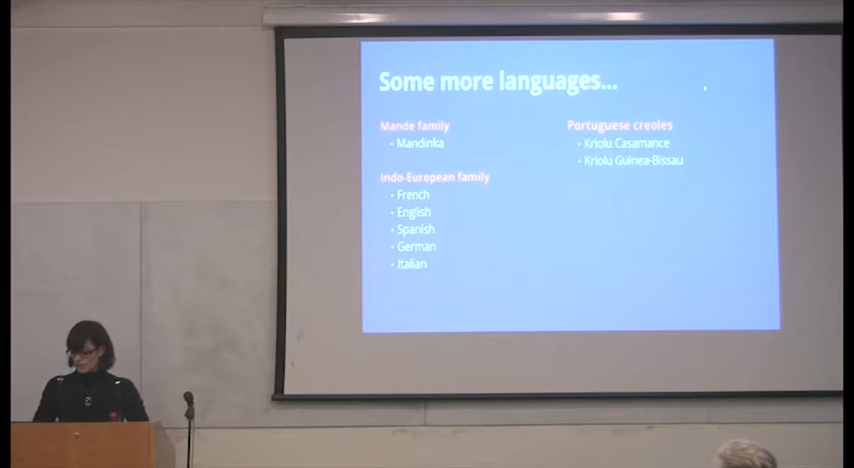 Some more languages...
Mande family
- Mandinka
Indo-European family
- French
- English
- Spanish
- German
- Italian
Portuguese creoles
- Kriolu Casamance
- Kriolu Guinea-Bissau